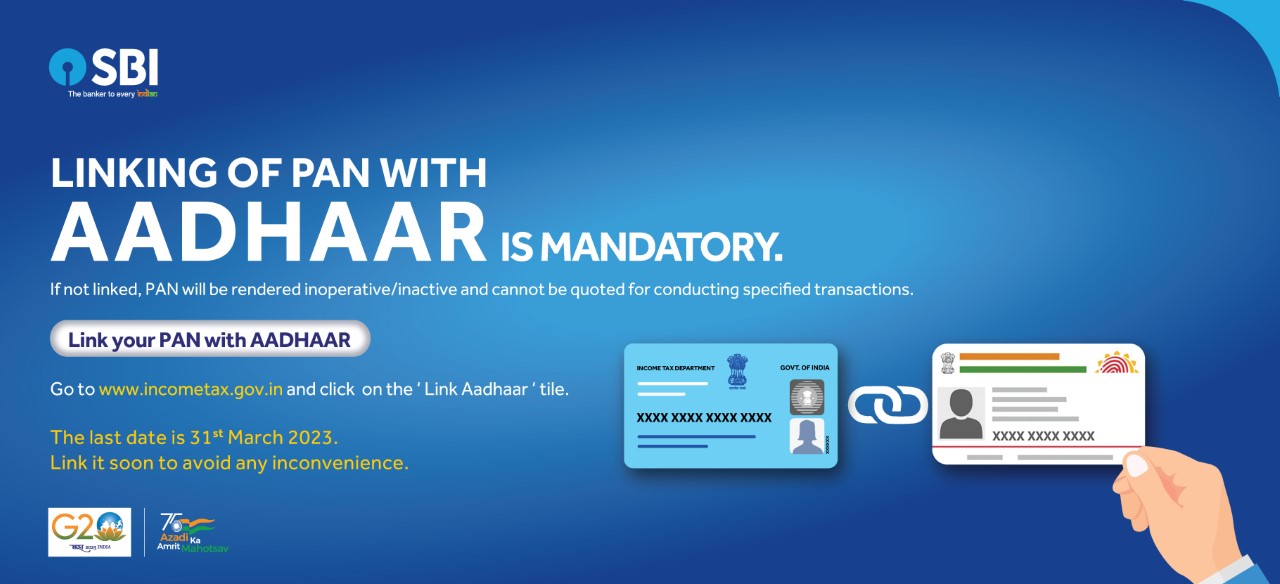 SBI
The banker to every indian
LINKING OF PAN WITH
AADHAAR IS MANDATORY.
If not linked, PAN will be rendered inoperative/inactive and cannot be quoted for conducting specified transactions.
Link your PAN with AADHAAR
Go to www.incometax.gov.in and click on the ' Link Aadhaar ' tile.
The last date is 31st March 2023.
Link it soon to avoid any inconvenience.
INCOME TAX DEPARTMENT
GOVT. OF INDIA
XXXX XXXX XXXX XXXX
XXXXX
XXXX XXXX XXXX
G20
2023 INDIA
75
Azadi Ka
Amrit Mahotsav